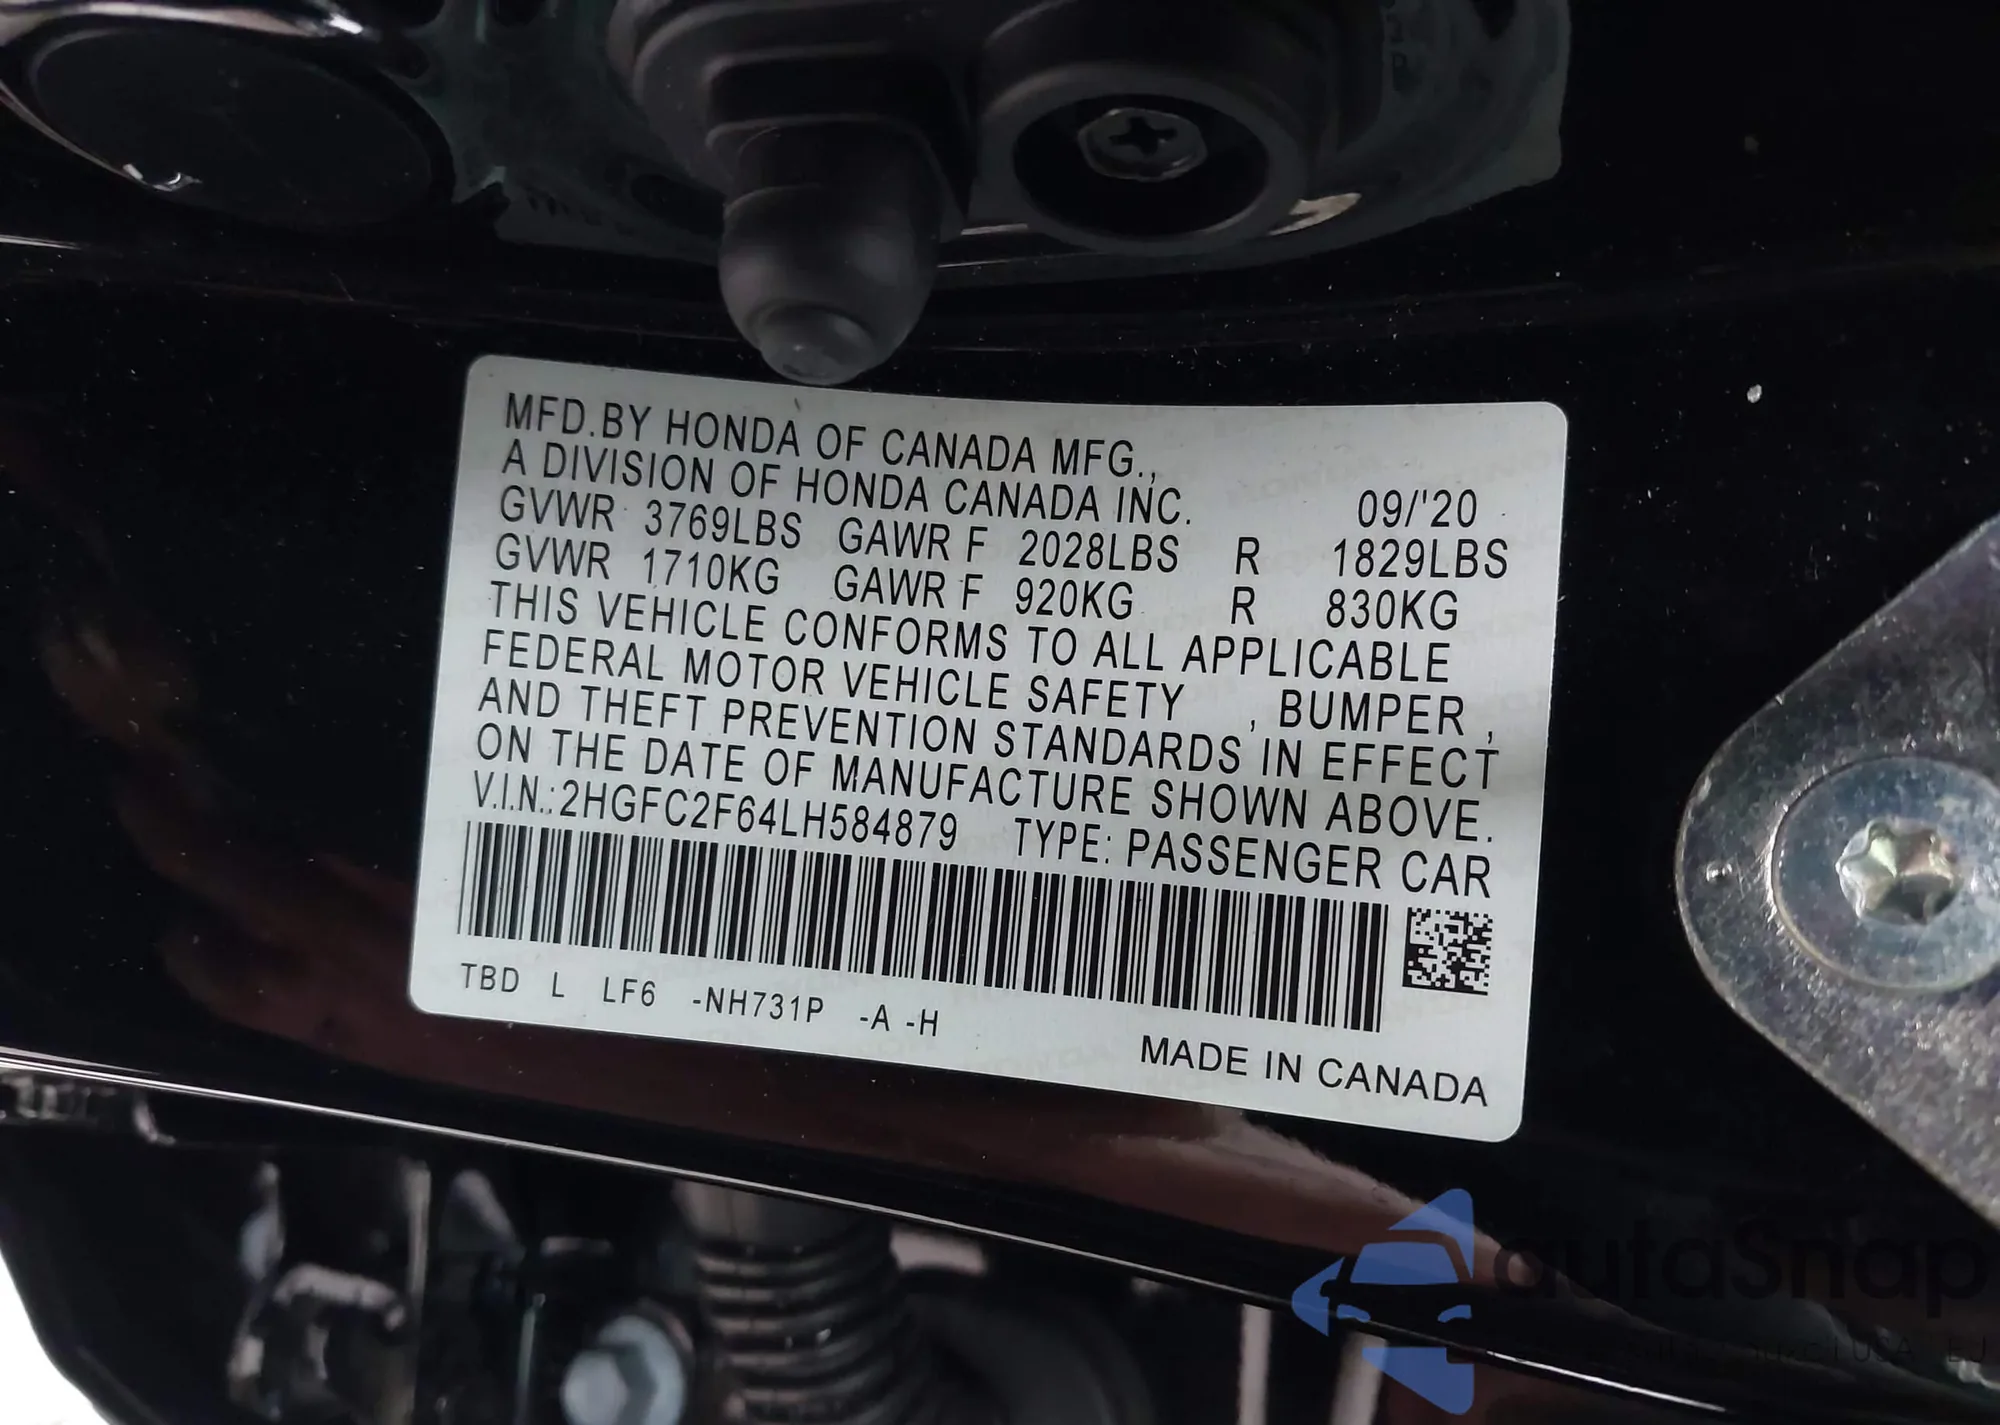 MFD.BY HONDA OF CANADA MFG.,
A DIVISION OF HONDA CANADA INC. 09/'20
GVWR 3769LBS GAWR F 2028LBS R 1829LBS
GVWR 1710KG GAWR F 920KG R 830KG
THIS VEHICLE CONFORMS TO ALL APPLICABLE
FEDERAL MOTOR VEHICLE SAFETY , BUMPER ,
AND THEFT PREVENTION STANDARDS IN EFFECT
ON THE DATE OF MANUFACTURE SHOWN ABOVE.
V.I.N.:2HGFC2F64LH584879 TYPE: PASSENGER CAR
TBD L LF6 -NH731P -A -H
MADE IN CANADA
autaSnap